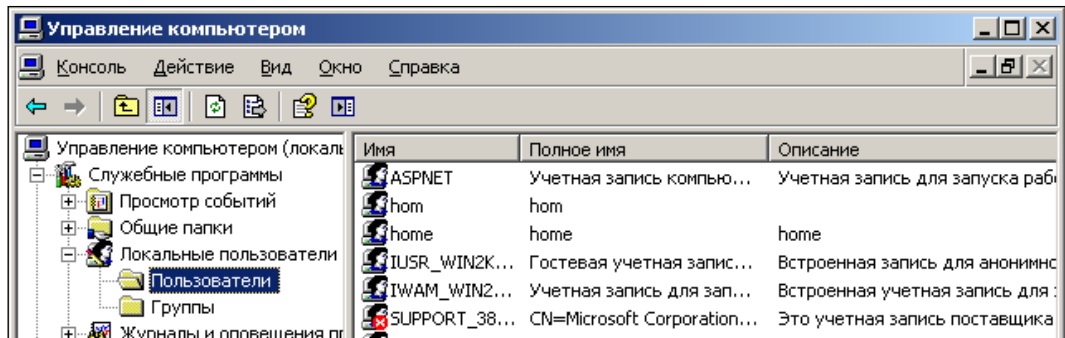 Управление компьютером
Консоль Действие Вид Окно Справка
Управление компьютером (локаль
Служебные программы
Просмотр событий
Общие папки
Локальные пользователи
Пользователи
Группы
Журналы и оповещения
Имя Полное имя Описание
ASPNET Учетная запись компью... Учетная запись для запуска раб
hom hom
home home home
IUSR_WIN2K... Гостевая учетная запис... Встроенная запись для анонимно
IWAM_WIN2... Учетная запись для зап... Встроенная учетная запись для
SUPPORT_38... CN=Microsoft Corporation... Это учетная запись поставщика